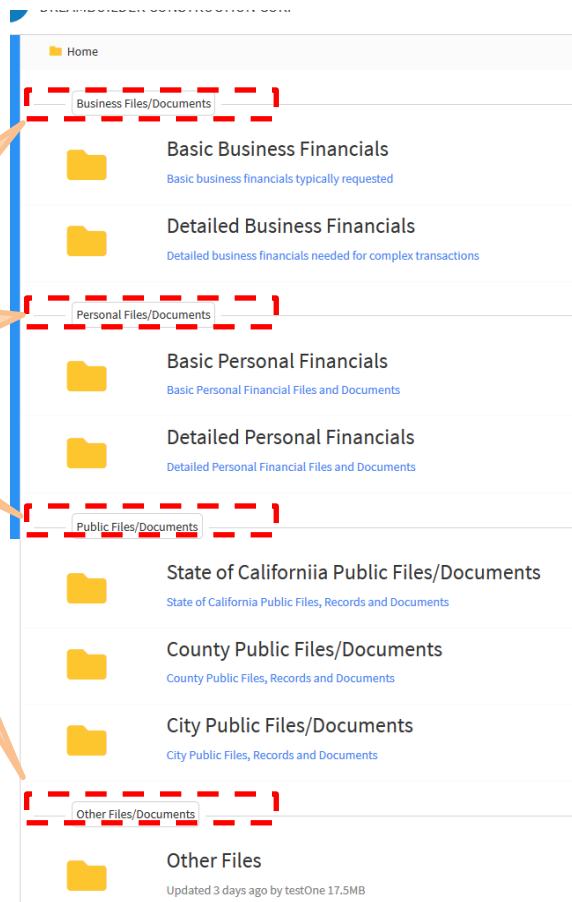 DREAMBUILDER CONSTRUCTION CORP
Home
Business Files/Documents
Basic Business Financials
Basic business financials typically requested
Detailed Business Financials
Detailed business financials needed for complex transactions
Personal Files/Documents
Basic Personal Financials
Basic Personal Financial Files and Documents
Detailed Personal Financials
Detailed Personal Financial Files and Documents
Public Files/Documents
State of Californiia Public Files/Documents
State of California Public Files, Records and Documents
County Public Files/Documents
County Public Files, Records and Documents
City Public Files/Documents
City Public Files, Records and Documents
Other Files/Documents
Other Files
Updated 3 days ago by testOne 17.5MB